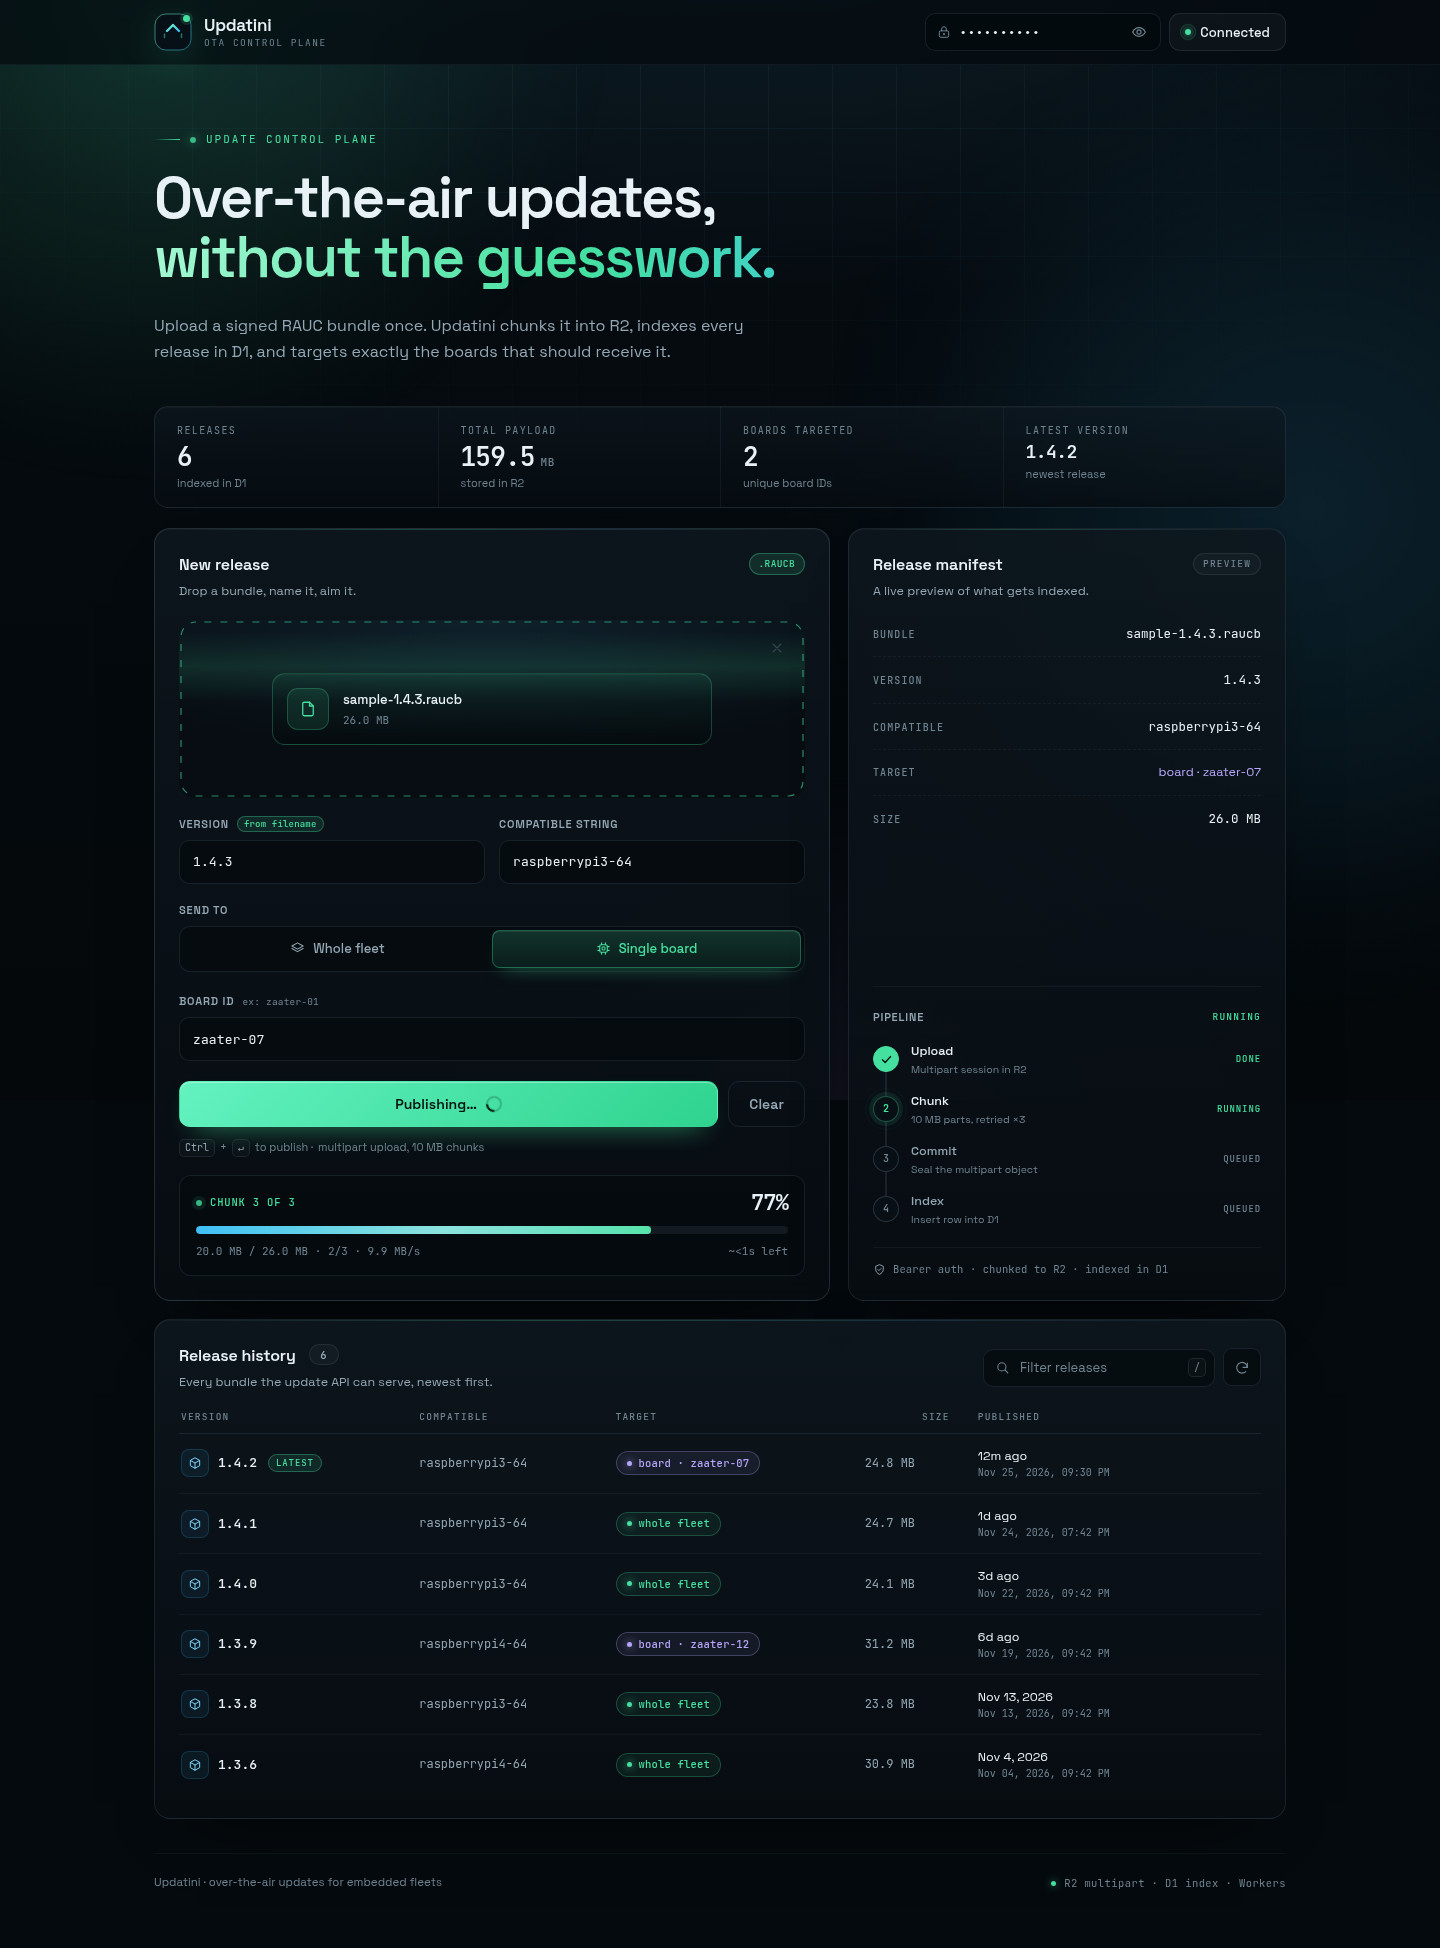 Updatini
OTA CONTROL PLANE
••••••••••
Connected
UPDATE CONTROL PLANE
Over-the-air updates,
without the guesswork.
Upload a signed RAUC bundle once. Updatini chunks it into R2, indexes every
release in D1, and targets exactly the boards that should receive it.
RELEASES
6
indexed in D1
TOTAL PAYLOAD
159.5 MB
stored in R2
BOARDS TARGETED
2
unique board IDs
LATEST VERSION
1.4.2
newest release
New release
.RAUCB
Drop a bundle, name it, aim it.
sample-1.4.3.raucb
26.0 MB
VERSION from filename
1.4.3
COMPATIBLE STRING
raspberrypi3-64
SEND TO
Whole fleet
Single board
BOARD ID ex: zaater-01
zaater-07
Publishing…
Clear
Ctrl + ↵ to publish · multipart upload, 10 MB chunks
CHUNK 3 OF 3
77%
20.0 MB / 26.0 MB · 2/3 · 9.9 MB/s
~<1s left
Release manifest
PREVIEW
A live preview of what gets indexed.
BUNDLE sample-1.4.3.raucb
VERSION 1.4.3
COMPATIBLE raspberrypi3-64
TARGET board · zaater-07
SIZE 26.0 MB
PIPELINE RUNNING
Upload
Multipart session in R2
DONE
2
Chunk
10 MB parts, retried ×3
RUNNING
3
Commit
Seal the multipart object
QUEUED
4
Index
Insert row into D1
QUEUED
Bearer auth · chunked to R2 · indexed in D1
Release history 6
Every bundle the update API can serve, newest first.
Filter releases /
VERSION COMPATIBLE TARGET SIZE PUBLISHED
1.4.2 LATEST raspberrypi3-64 board · zaater-07 24.8 MB 12m ago
Nov 25, 2026, 09:30 PM
1.4.1 raspberrypi3-64 whole fleet 24.7 MB 1d ago
Nov 24, 2026, 07:42 PM
1.4.0 raspberrypi3-64 whole fleet 24.1 MB 3d ago
Nov 22, 2026, 09:42 PM
1.3.9 raspberrypi4-64 board · zaater-12 31.2 MB 6d ago
Nov 19, 2026, 09:42 PM
1.3.8 raspberrypi3-64 whole fleet 23.8 MB Nov 13, 2026
Nov 13, 2026, 09:42 PM
1.3.6 raspberrypi4-64 whole fleet 30.9 MB Nov 4, 2026
Nov 04, 2026, 09:42 PM
Updatini · over-the-air updates for embedded fleets
R2 multipart · D1 index · Workers